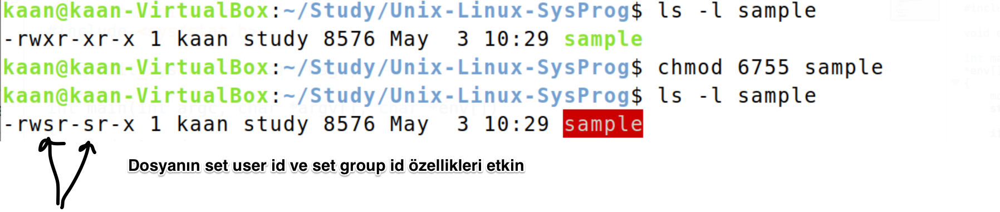 kaan@kaan-VirtualBox:~/Study/Unix-Linux-SysProg$ ls -l sample
-rwxr-xr-x 1 kaan study 8576 May  3 10:29 sample
kaan@kaan-VirtualBox:~/Study/Unix-Linux-SysProg$ chmod 6755 sample
kaan@kaan-VirtualBox:~/Study/Unix-Linux-SysProg$ ls -l sample
-rwsr-sr-x 1 kaan study 8576 May  3 10:29 sample
Dosyanın set user id ve set group id özellikleri etkin